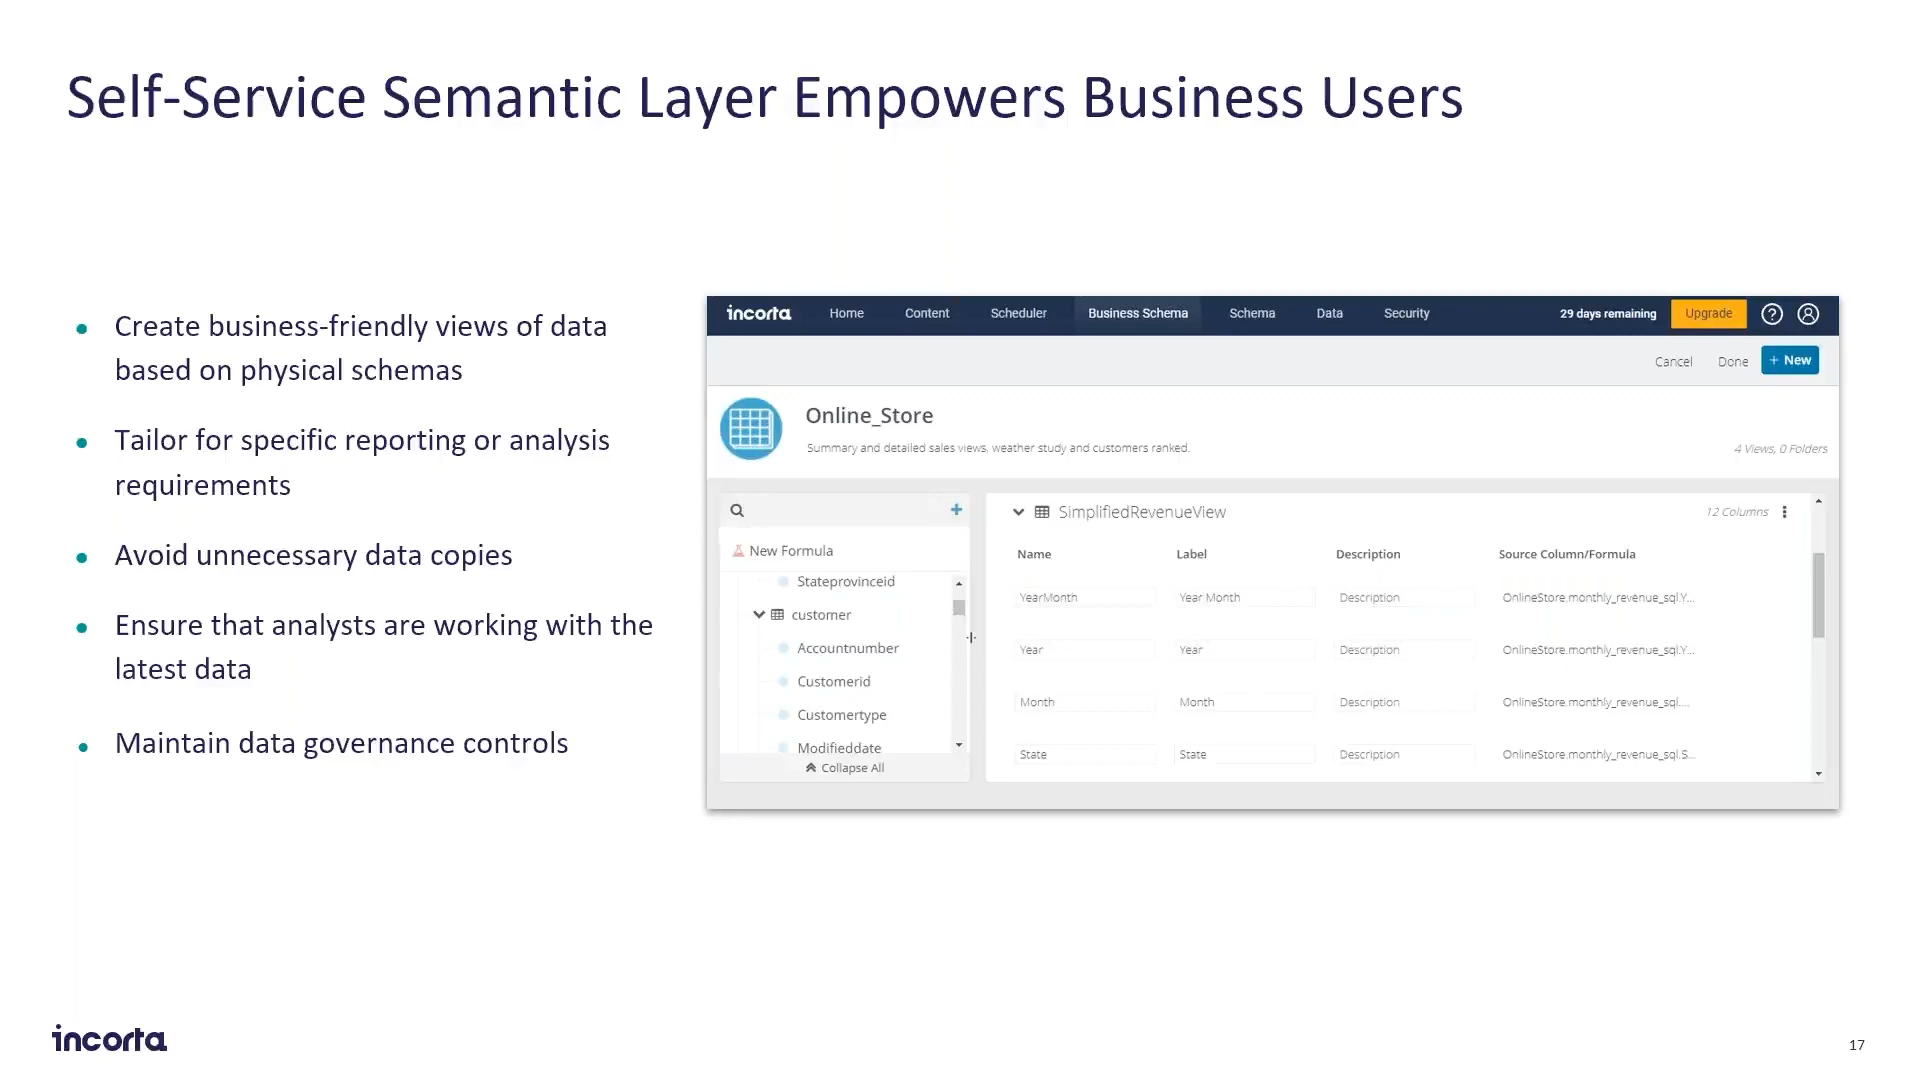 Self-Service Semantic Layer Empowers Business Users
Create business-friendly views of data
based on physical schemas
Tailor for specific reporting or analysis
requirements
Avoid unnecessary data copies
Ensure that analysts are working with the
latest data
Maintain data governance controls
incorta Home Content Scheduler Business Schema Schema Data Security 29 days remaining Upgrade ?
Cancel Done + New
Online_Store
Summary and detailed sales views, weather study and customers ranked.
4 Views, 0 Folders
+
New Formula
Stateprovinceid
customer
Accountnumber
Customerid
Customertype
Modifieddate
Collapse All
SimplifiedRevenueView 12 Columns
Name Label Description Source Column/Formula
YearMonth Year Month Description OnlineStore.monthly_revenue_sql.Y...
Year Year Description OnlineStore.monthly_revenue_sql.Y...
Month Month Description OnlineStore.monthly_revenue_sql....
State State Description OnlineStore.monthly_revenue_sql.S...
incorta
17